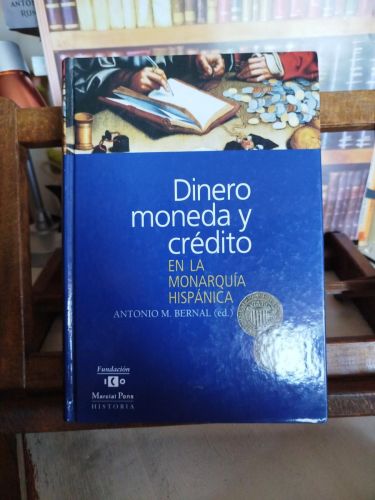 Dinero
moneda y
crédito
EN LA
MONARQUÍA
HISPÁNICA
ANTONIO M. BERNAL (ed.)
Fundación
ICO
Marcial Pons
HISTORIA